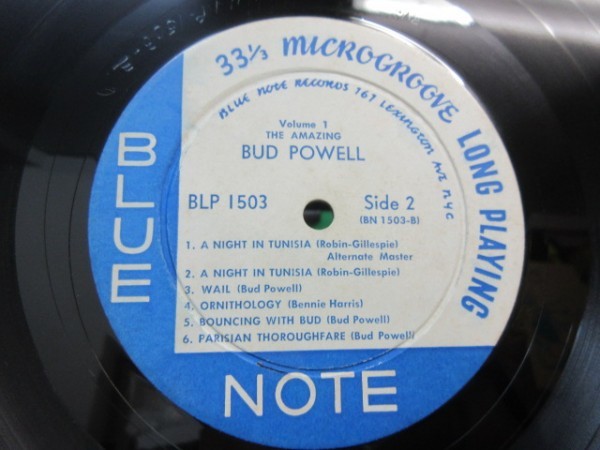 33⅓ MICROGROOVE LONG PLAYING
BLUE NOTE RECORDS 767 LEXINGTON AVE N.Y.C
Volume 1
THE AMAZING
BUD POWELL
BLP 1503 Side 2
(BN 1503-B)
1. A NIGHT IN TUNISIA (Robin-Gillespie)
Alternate Master
2. A NIGHT IN TUNISIA (Robin-Gillespie)
3. WAIL (Bud Powell)
4. ORNITHOLOGY (Bennie Harris)
5. BOUNCING WITH BUD (Bud Powell)
6. PARISIAN THOROUGHFARE (Bud Powell)
BLUE
NOTE